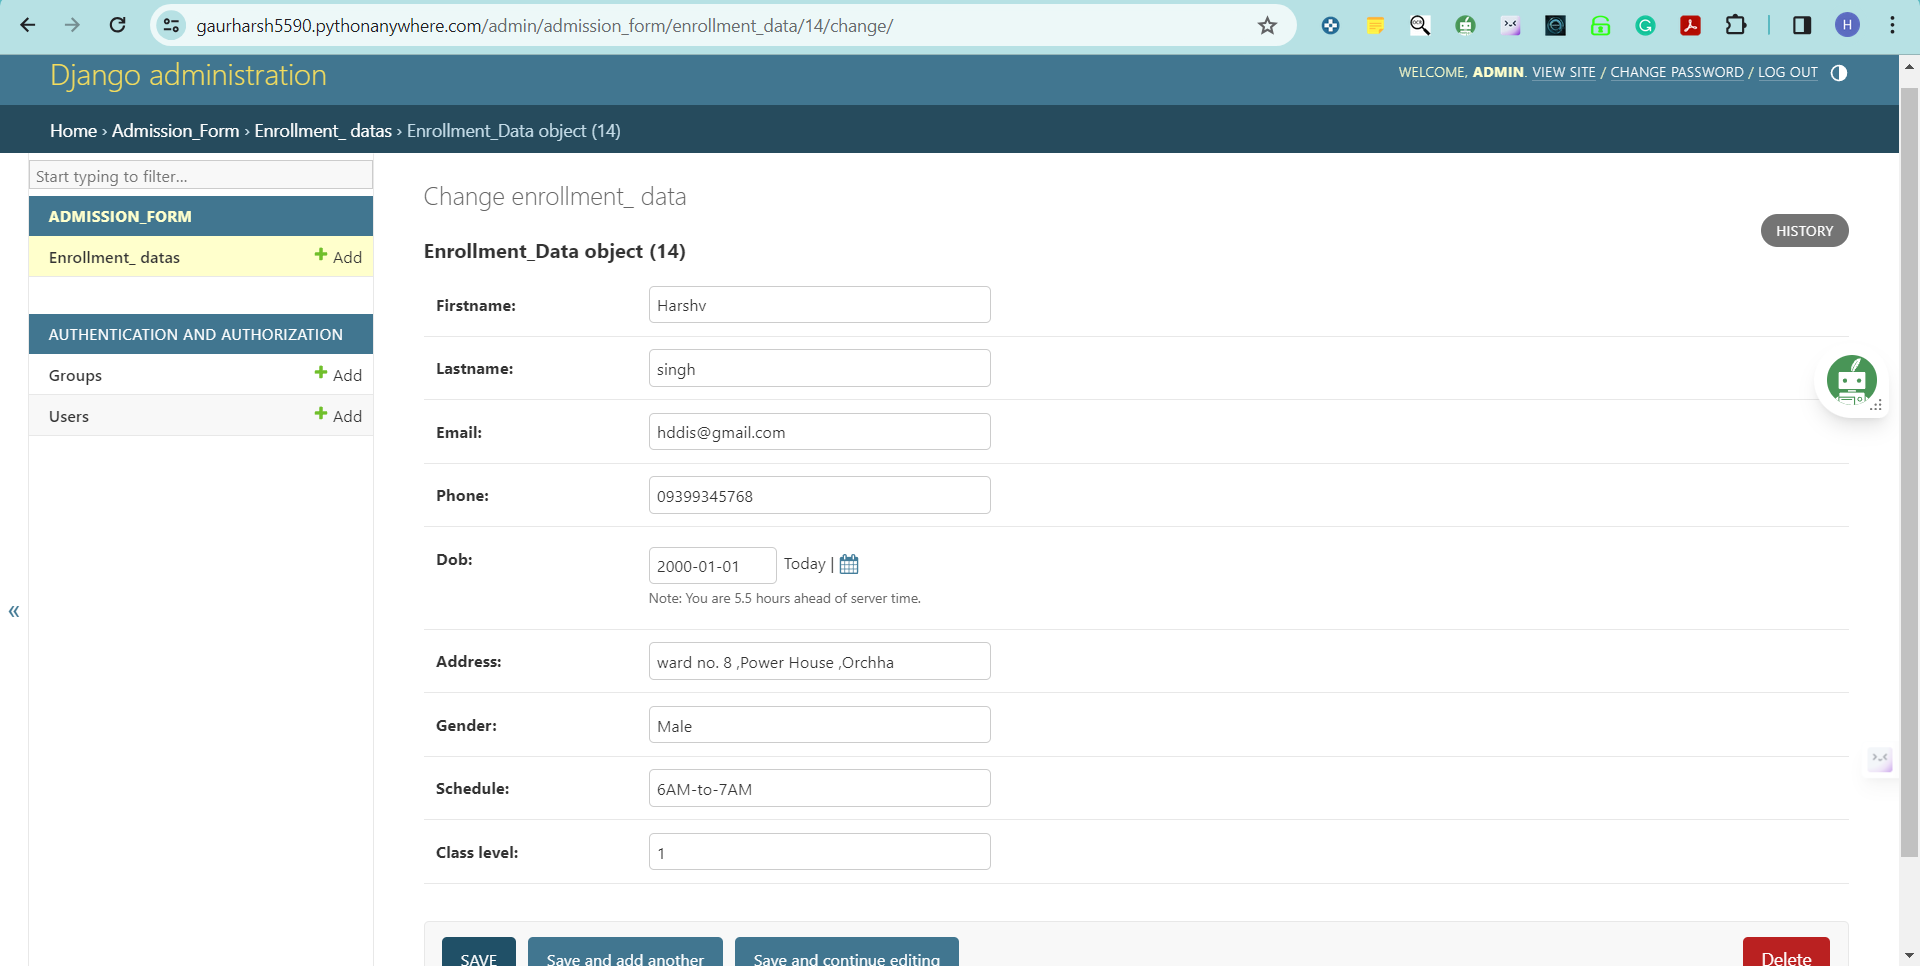 gaurharsh5590.pythonanywhere.com/admin/admission_form/enrollment_data/14/change/
H
Django administration
WELCOME, ADMIN. VIEW SITE / CHANGE PASSWORD / LOG OUT
Home › Admission_Form › Enrollment_ datas › Enrollment_Data object (14)
Start typing to filter...
ADMISSION_FORM
Enrollment_ datas + Add
AUTHENTICATION AND AUTHORIZATION
Groups + Add
Users + Add
«
Change enrollment_ data
HISTORY
Enrollment_Data object (14)
Firstname: Harshv
Lastname: singh
Email: hddis@gmail.com
Phone: 09399345768
Dob: 2000-01-01 Today |
Note: You are 5.5 hours ahead of server time.
Address: ward no. 8 ,Power House ,Orchha
Gender: Male
Schedule: 6AM-to-7AM
Class level: 1
SAVE Save and add another Save and continue editing Delete